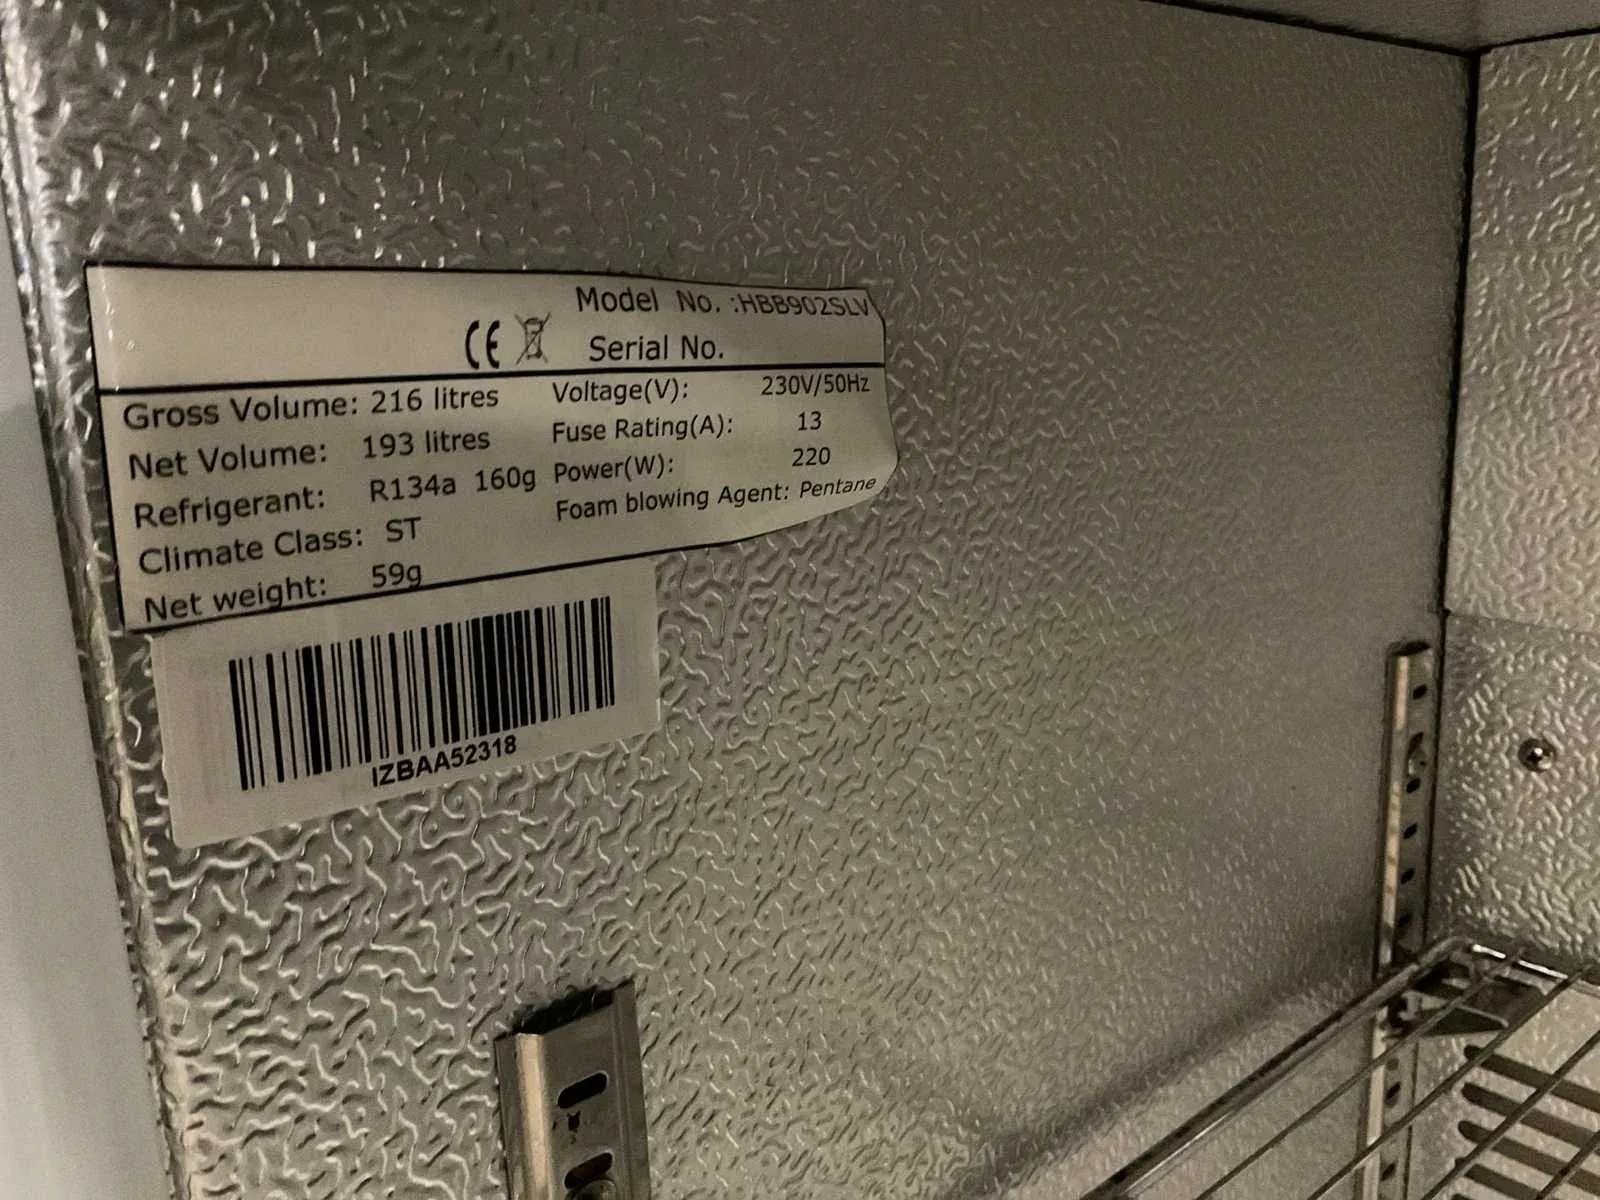 Model No. :HBB902SLV
CE Serial No.
Gross Volume: 216 litres Voltage(V): 230V/50Hz
Net Volume: 193 litres Fuse Rating(A): 13
Refrigerant: R134a 160g Power(W): 220
Climate Class: ST Foam blowing Agent: Pentane
Net weight: 59g
IZBAA52318